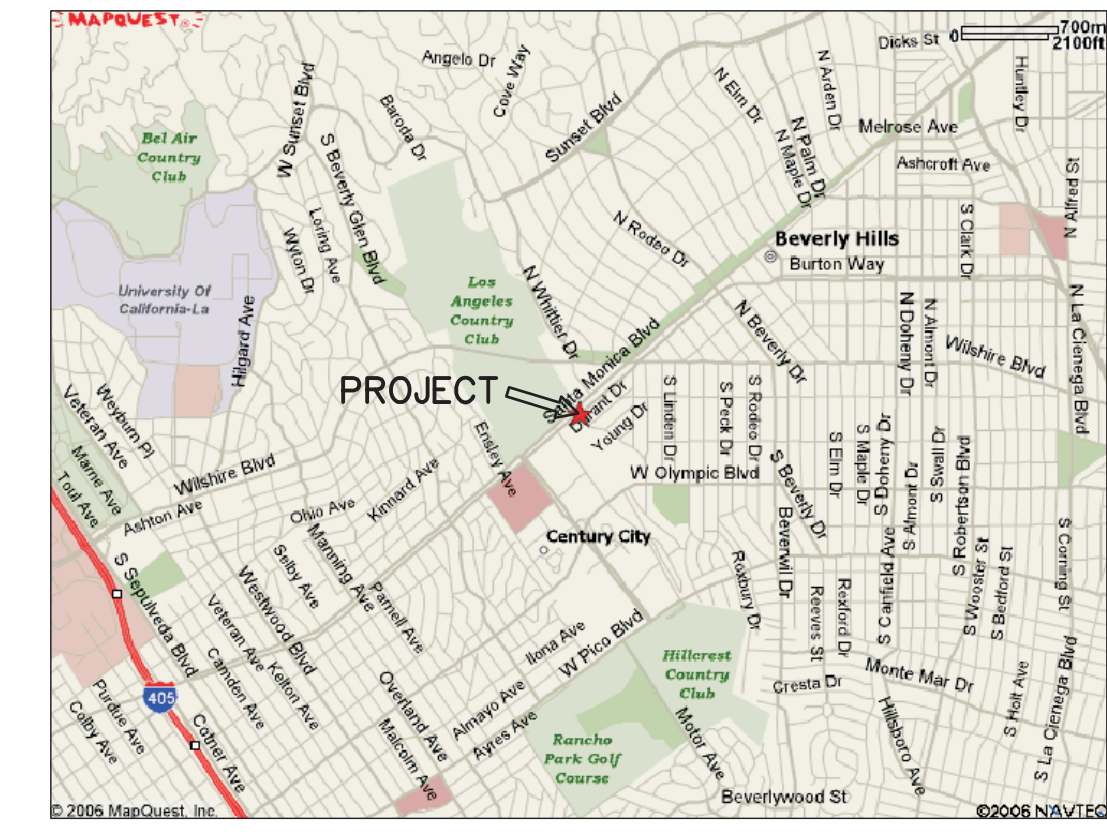 MAPQUEST
Dicks St
0
700m
2100ft
Angelo Dr
Cove Way
W Sunset Blvd
Baroda Dr
Sunset Blvd
N Elm Dr
N Arden Dr
Huntley Dr
Melrose Ave
Bel Air
Country
Club
S Beverly Glen Blvd
N Palm Dr
N Maple Dr
Ashcroft Ave
N Alfred St
Loring Ave
Wyton Dr
N Rodeo Dr
Beverly Hills
Burton Way
S Clark Dr
University Of
California-La
Hilgard Ave
Los
Angeles
Country
Club
N Whittier Dr
Santa Monica Blvd
N Beverly Dr
N Doheny Dr
N Almont Dr
Wilshire Blvd
N La Cienega Blvd
PROJECT
Durant Dr
Young Dr
S Linden Dr
S Peck Dr
S Rodeo Dr
Weyburn Pl
Veteran Ave
Ensley Ave
Wilshire Blvd
Kinnard Ave
W Olympic Blvd
S Beverly Dr
S Elm Dr
S Maple Dr
S Doheny Dr
S Almont Dr
S Swall Dr
S Robertson Blvd
Ashton Ave
Ohio Ave
Century City
Beverwil Dr
S Canfield Ave
S Wooster St
S Bedford St
S Corning St
S Sepulveda Blvd
Selby Ave
Manning Ave
Parnell Ave
Westwood Blvd
Veteran Ave
Roxbury Dr
Reeves St
Rexford Dr
Ilona Ave
W Pico Blvd
Camden Ave
Kelton Ave
Overland Ave
Almayo Ave
Ayres Ave
Hillcrest
Country
Club
Cresta Dr
Monte Mar Dr
S Holt Ave
S La Cienega Blvd
405
Purdue Ave
Colby Ave
Cotner Ave
Malcolm Ave
Rancho
Park Golf
Course
Motor Ave
Hillsboro Ave
Beverlywood St
© 2006 MapQuest, Inc.
©2006 NAVTEQ